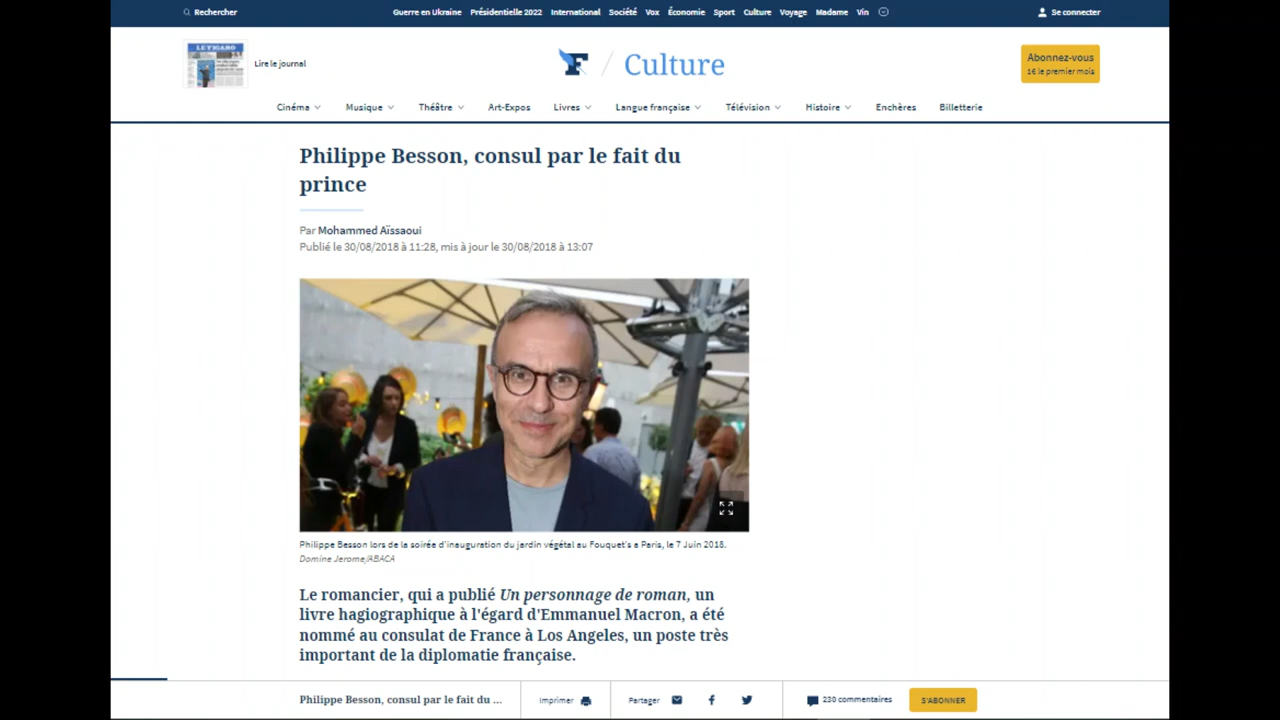 Rechercher
Guerre en Ukraine Présidentielle 2022 International Société Vox Économie Sport Culture Voyage Madame Vin
Se connecter
LE FIGARO
Lire le journal
F / Culture
Abonnez-vous
1€ le premier mois
Cinéma Musique Théâtre Art-Expos Livres Langue française Télévision Histoire Enchères Billetterie
Philippe Besson, consul par le fait du
prince
Par Mohammed Aïssaoui
Publié le 30/08/2018 à 11:28, mis à jour le 30/08/2018 à 13:07
Philippe Besson lors de la soirée d'inauguration du jardin végétal au Fouquet's a Paris, le 7 Juin 2018.
Domine Jerome/ABACA
Le romancier, qui a publié Un personnage de roman, un
livre hagiographique à l'égard d'Emmanuel Macron, a été
nommé au consulat de France à Los Angeles, un poste très
important de la diplomatie française.
Philippe Besson, consul par le fait du ...
Imprimer
Partager
230 commentaires
S'ABONNER